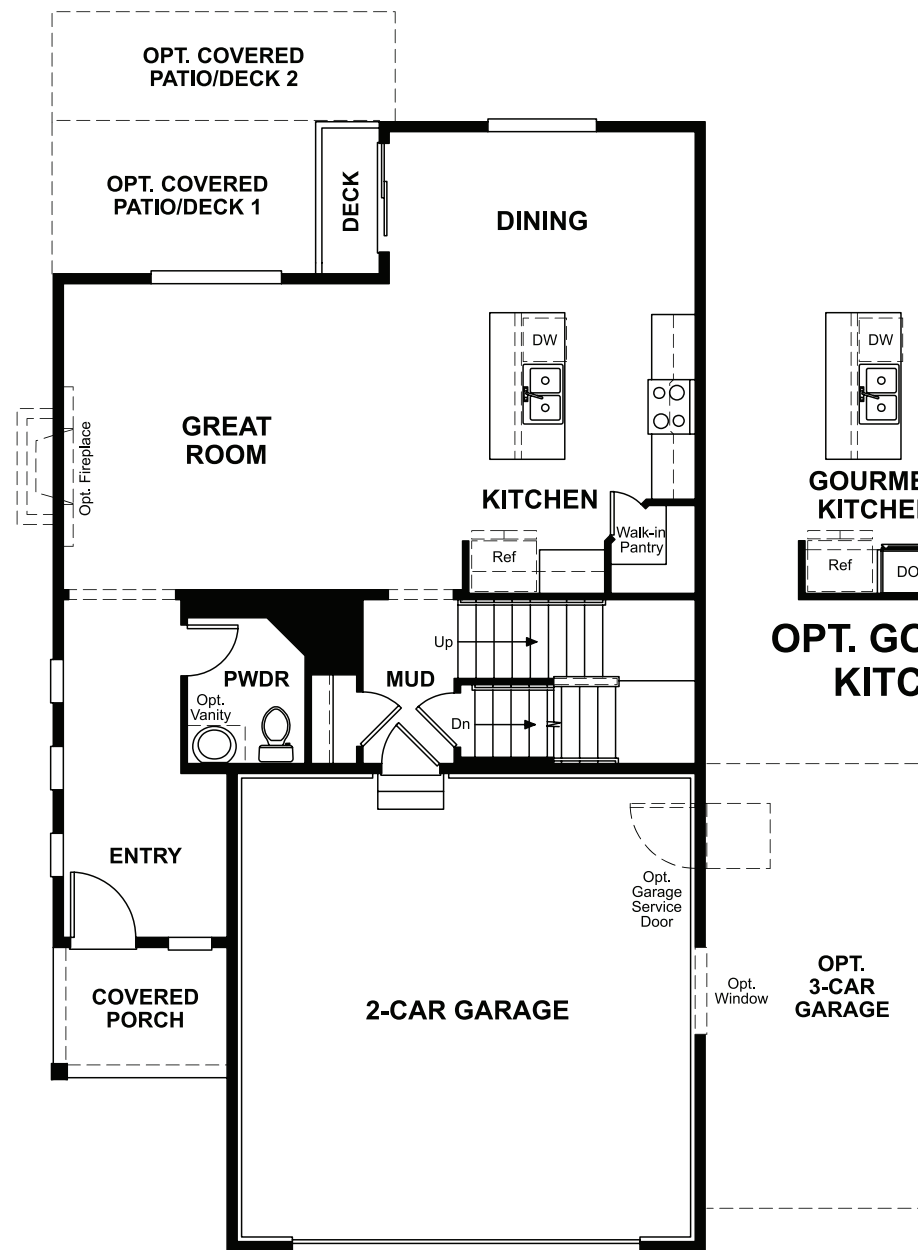 OPT. COVERED
PATIO/DECK 2
OPT. COVERED
PATIO/DECK 1
DECK
DINING
DW
DW
GREAT
ROOM
Opt. Fireplace
KITCHEN
GOURME
KITCHE
Ref
Walk-in
Pantry
Ref
DO
OPT. GO
KITC
Up
MUD
PWDR
Opt.
Vanity
Dn
ENTRY
Opt.
Garage
Service
Door
COVERED
PORCH
2-CAR GARAGE
Opt.
Window
OPT.
3-CAR
GARAGE